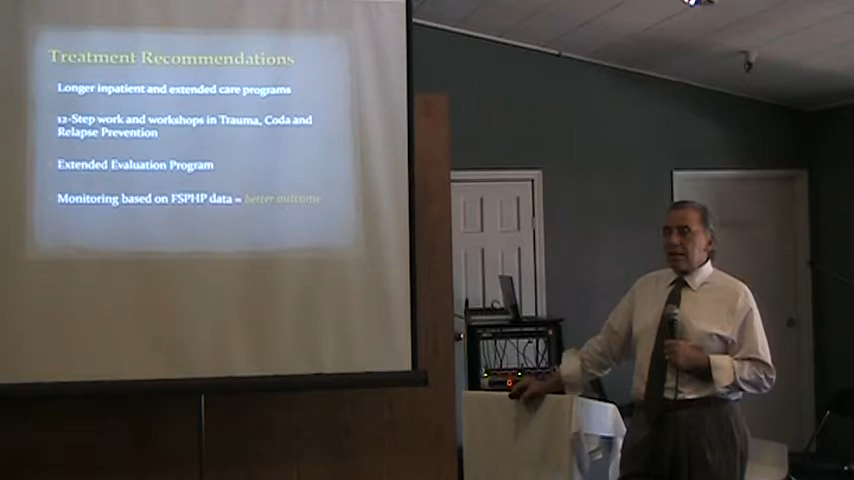 Treatment Recommendations
Longer inpatient and extended care programs
12-Step work and workshops in Trauma, Coda and
Relapse Prevention
Extended Evaluation Program
Monitoring based on FSPHP data = better outcome